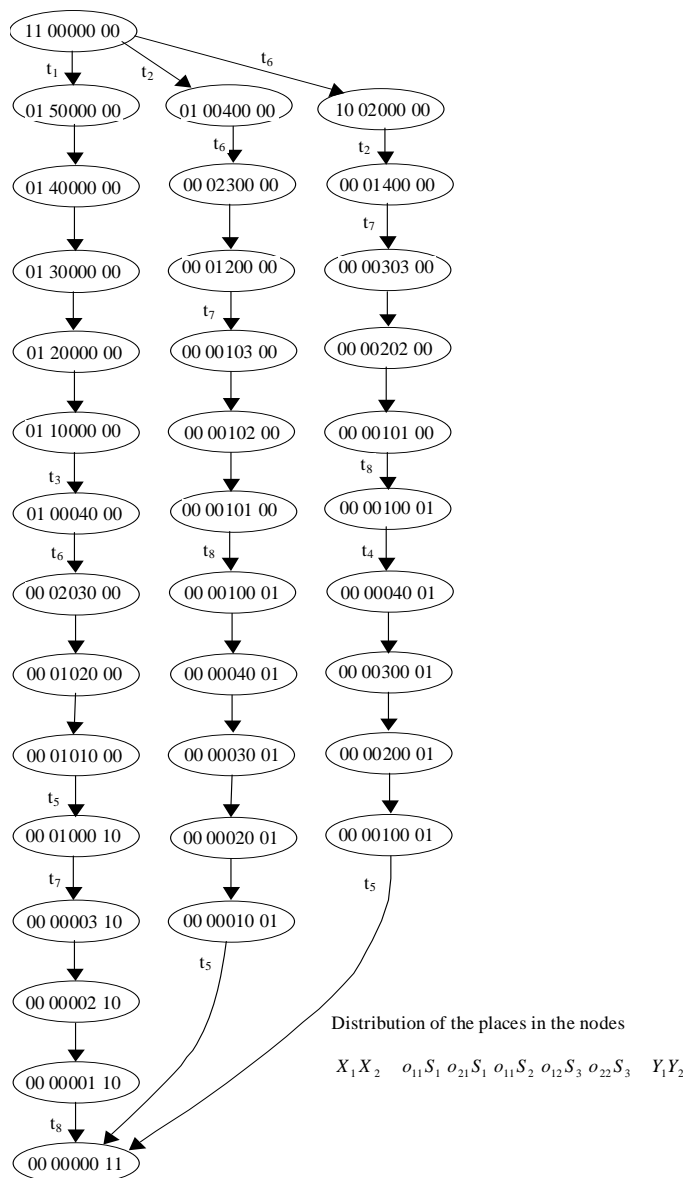 11 00000 00
t6
t1
t2
01 50000 00
01 00400 00
10 02000 00
t6
t2
01 40000 00
00 02300 00
00 01400 00
t7
01 30000 00
00 01200 00
00 00303 00
t7
01 20000 00
00 00103 00
00 00202 00
01 10000 00
00 00102 00
00 00101 00
t3
t8
01 00040 00
00 00101 00
00 00100 01
t6
t8
t4
00 02030 00
00 00100 01
00 00040 01
00 01020 00
00 00040 01
00 00300 01
00 01010 00
00 00030 01
00 00200 01
t5
00 01000 10
00 00020 01
00 00100 01
t7
t5
00 00003 10
00 00010 01
t5
00 00002 10
Distribution of the places in the nodes
X1 X2 o11S1 o21S1 o11S2 o12S3 o22S3 Y1Y2
00 00001 10
t8
00 00000 11